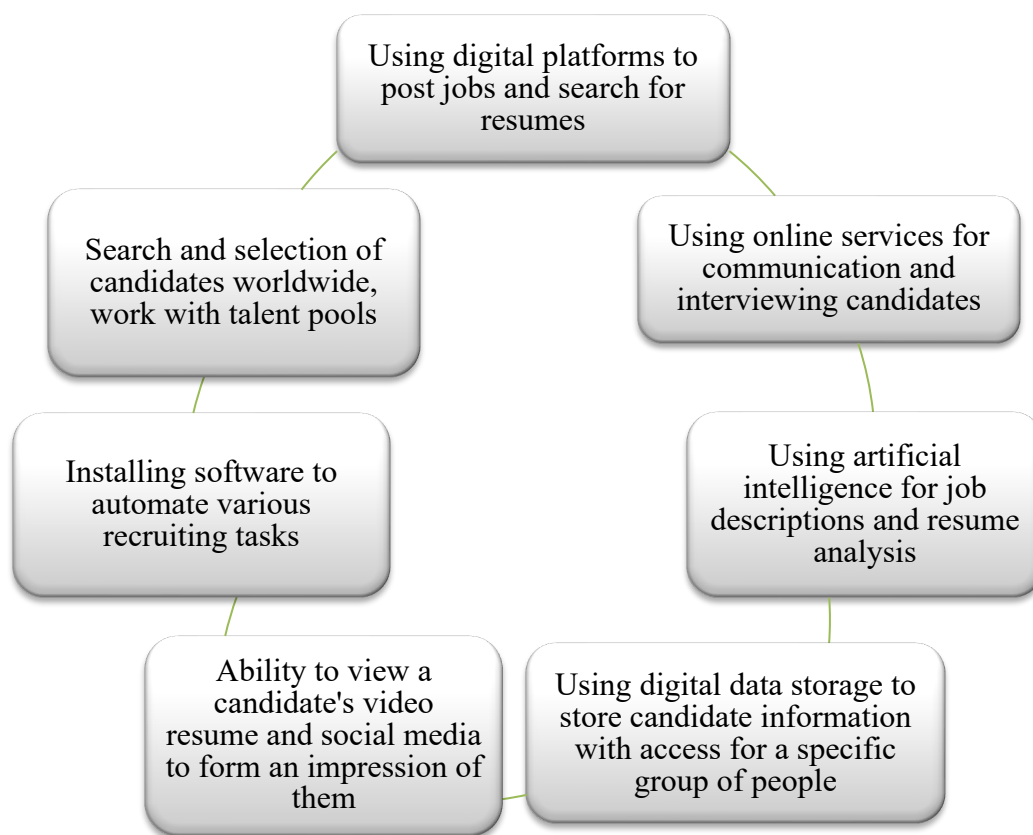 Using digital platforms to
post jobs and search for
resumes
Using online services for
communication and
interviewing candidates
Using artificial
intelligence for job
descriptions and resume
analysis
Using digital data storage to
store candidate information
with access for a specific
group of people
Ability to view a
candidate's video
resume and social media
to form an impression of
them
Installing software to
automate various
recruiting tasks
Search and selection of
candidates worldwide,
work with talent pools